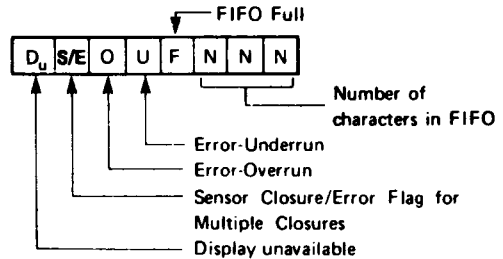 FIFO Full
Du S/E O U F N N N
Number of
characters in FIFO
Error-Underrun
Error-Overrun
Sensor Closure/Error Flag for
Multiple Closures
Display unavailable